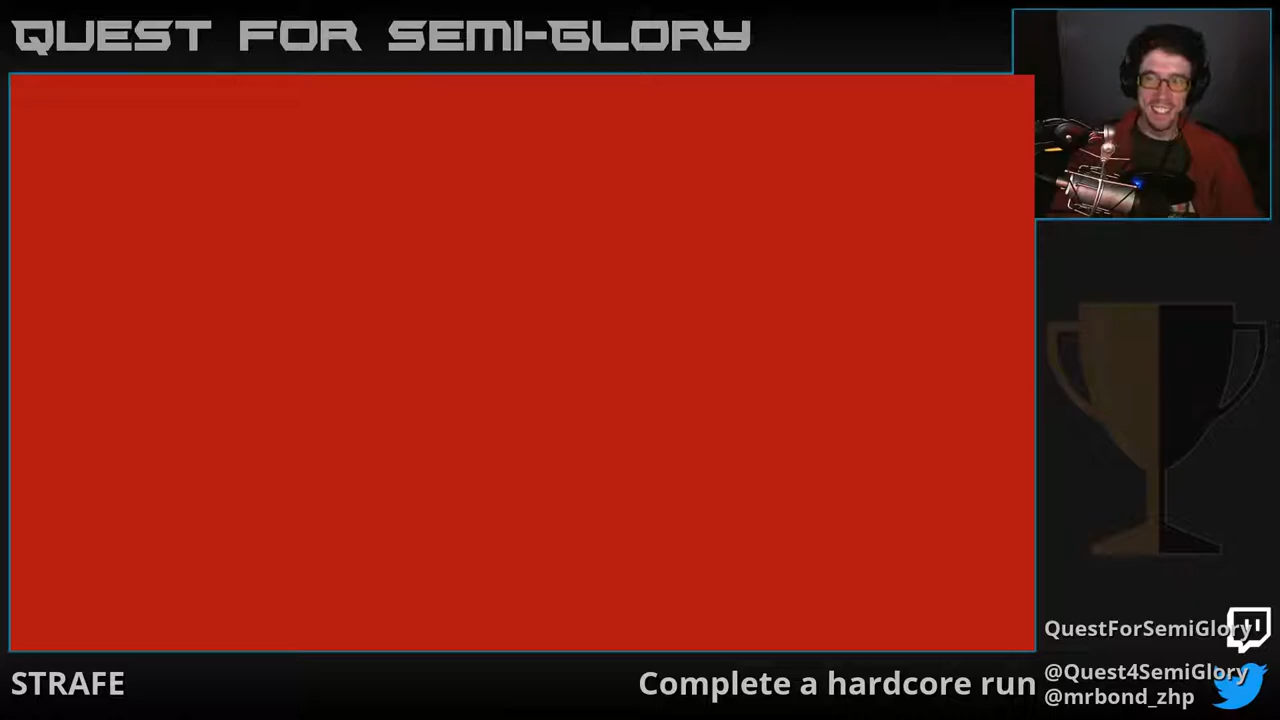 QUEST FOR SEMI-GLORY
QuestForSemiGlory
@Quest4SemiGlory
@mrbond_zhp
STRAFE
Complete a hardcore run